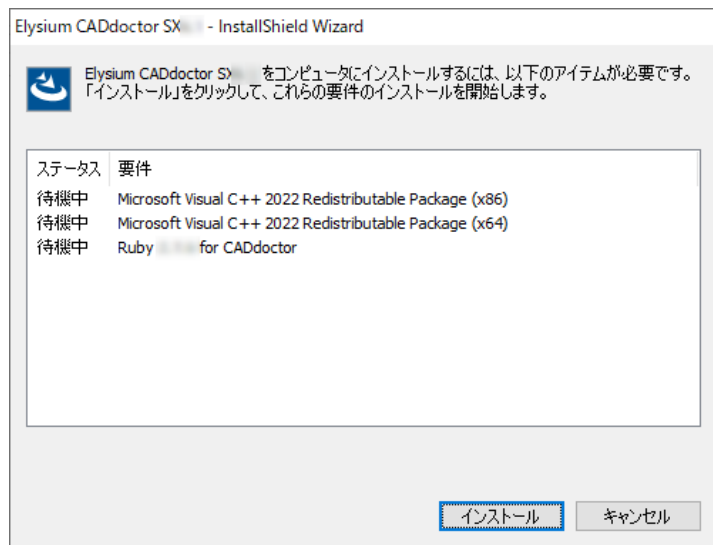 Elysium CADdoctor SX - InstallShield Wizard
Elysium CADdoctor SX をコンピュータにインストールするには、以下のアイテムが必要です。
「インストール」をクリックして、これらの要件のインストールを開始します。
ステータス 要件
待機中 Microsoft Visual C++ 2022 Redistributable Package (x86)
待機中 Microsoft Visual C++ 2022 Redistributable Package (x64)
待機中 Ruby for CADdoctor
インストール キャンセル